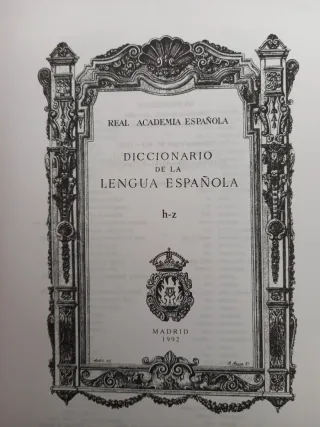 REAL ACADEMIA ESPAÑOLA
DICCIONARIO
DE LA
LENGUA ESPAÑOLA
h-z
MADRID
1992